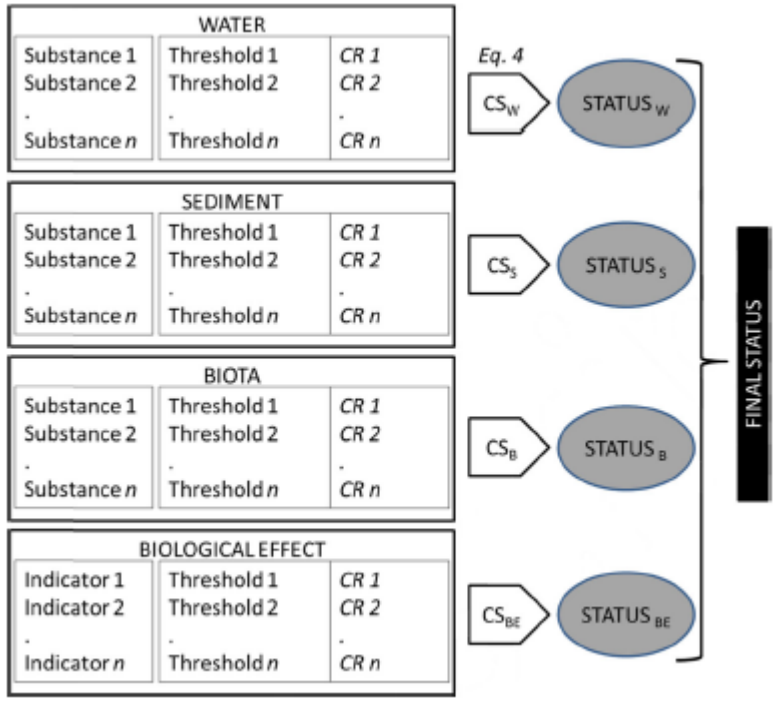 WATER
Substance 1 Threshold 1 CR 1
Substance 2 Threshold 2 CR 2
. . .
Substance n Threshold n CR n
Eq. 4
CSW
STATUS W
SEDIMENT
Substance 1 Threshold 1 CR 1
Substance 2 Threshold 2 CR 2
. . .
Substance n Threshold n CR n
CSS
STATUS S
BIOTA
Substance 1 Threshold 1 CR 1
Substance 2 Threshold 2 CR 2
. . .
Substance n Threshold n CR n
CSB
STATUS B
BIOLOGICAL EFFECT
Indicator 1 Threshold 1 CR 1
Indicator 2 Threshold 2 CR 2
. . .
Indicator n Threshold n CR n
CSBE
STATUS BE
FINAL STATUS